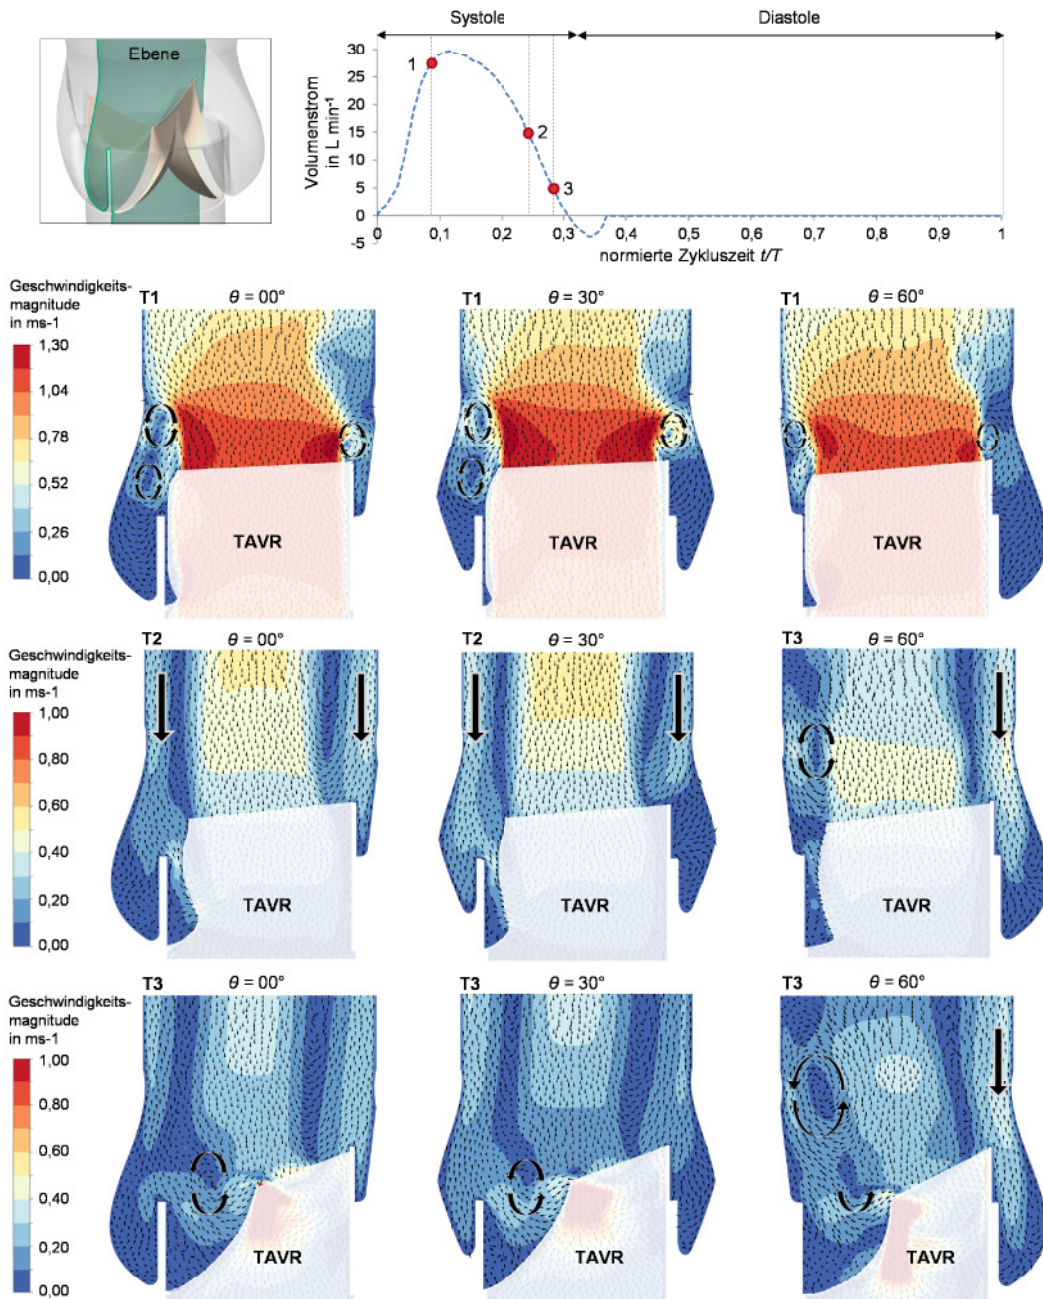 Ebene
Systole Diastole
Volumenstrom
in L min⁻¹
30
25
20
15
10
5
0
-5
1
2
3
0 0,1 0,2 0,3 0,4 0,5 0,6 0,7 0,8 0,9 1
normierte Zykluszeit t/T
Geschwindigkeits-
magnitude
in ms-1
1,30
1,04
0,78
0,52
0,26
0,00
T1 θ = 00°
TAVR
T1 θ = 30°
TAVR
T1 θ = 60°
TAVR
Geschwindigkeits-
magnitude
in ms-1
1,00
0,80
0,60
0,40
0,20
0,00
T2 θ = 00°
TAVR
T2 θ = 30°
TAVR
T3 θ = 60°
TAVR
Geschwindigkeits-
magnitude
in ms-1
1,00
0,80
0,60
0,40
0,20
0,00
T3 θ = 00°
TAVR
T3 θ = 30°
TAVR
T3 θ = 60°
TAVR